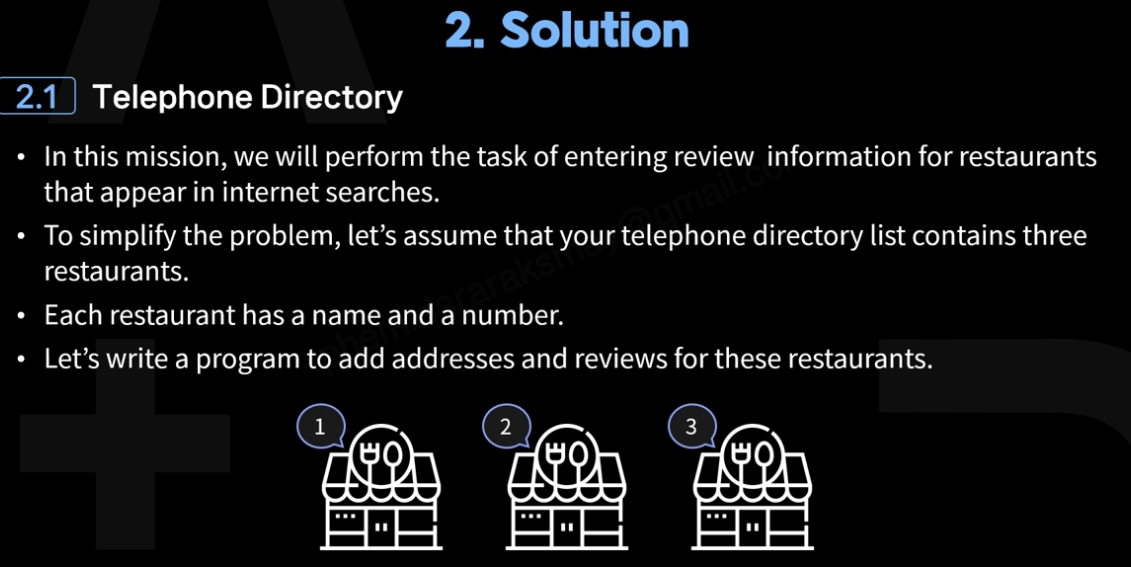 2. Solution
2.1 Telephone Directory
• In this mission, we will perform the task of entering review information for restaurants
that appear in internet searches.
• To simplify the problem, let’s assume that your telephone directory list contains three
restaurants.
• Each restaurant has a name and a number.
• Let’s write a program to add addresses and reviews for these restaurants.
1 2 3